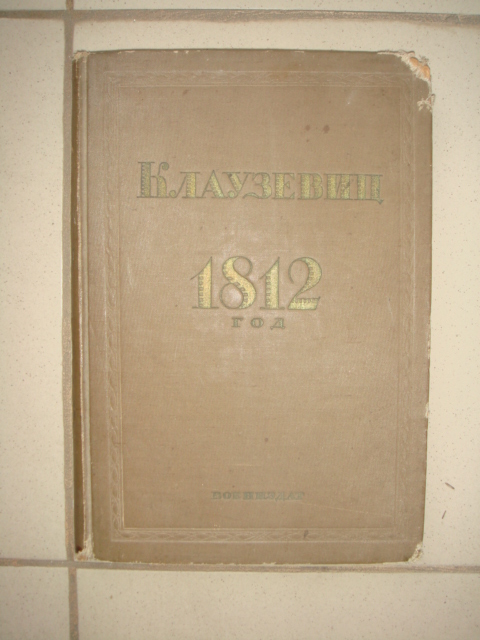 Клаузевиц
1812
год
Воениздат